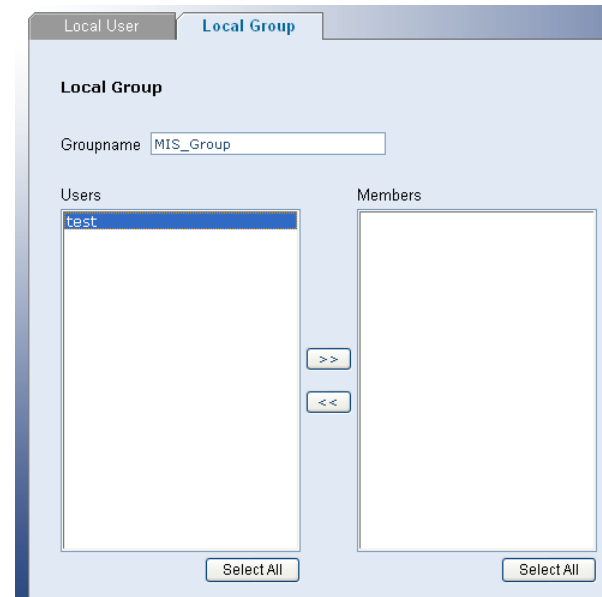 Local User Local Group
Local Group
Groupname MIS_Group
Users Members
test
>>
<<
Select All Select All